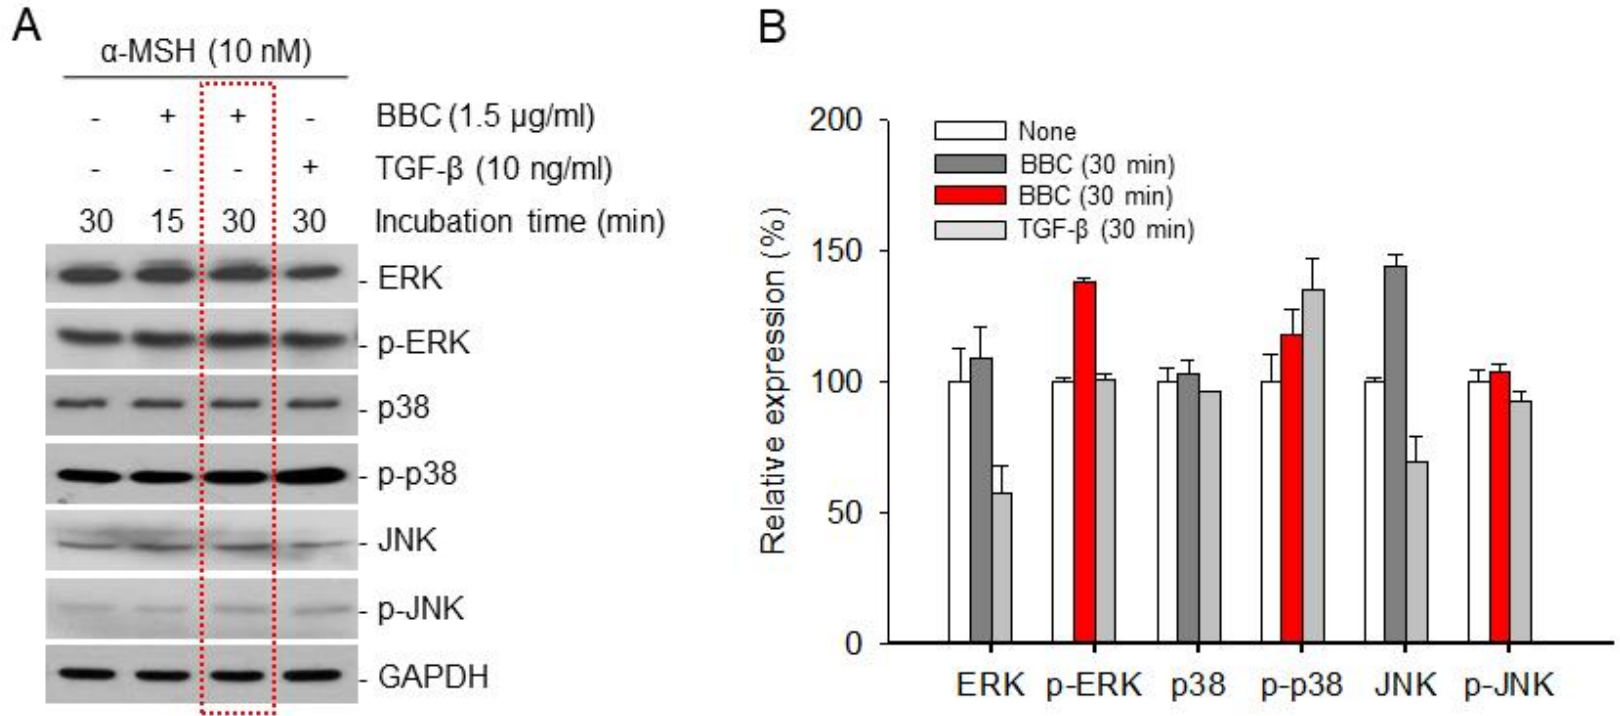 A
α-MSH (10 nM)
- + + - BBC (1.5 µg/ml)
- - - + TGF-β (10 ng/ml)
30 15 30 30 Incubation time (min)
- ERK
- p-ERK
- p38
- p-p38
- JNK
- p-JNK
- GAPDH
B
Relative expression (%)
200
150
100
50
0
None
BBC (30 min)
BBC (30 min)
TGF-β (30 min)
ERK p-ERK p38 p-p38 JNK p-JNK